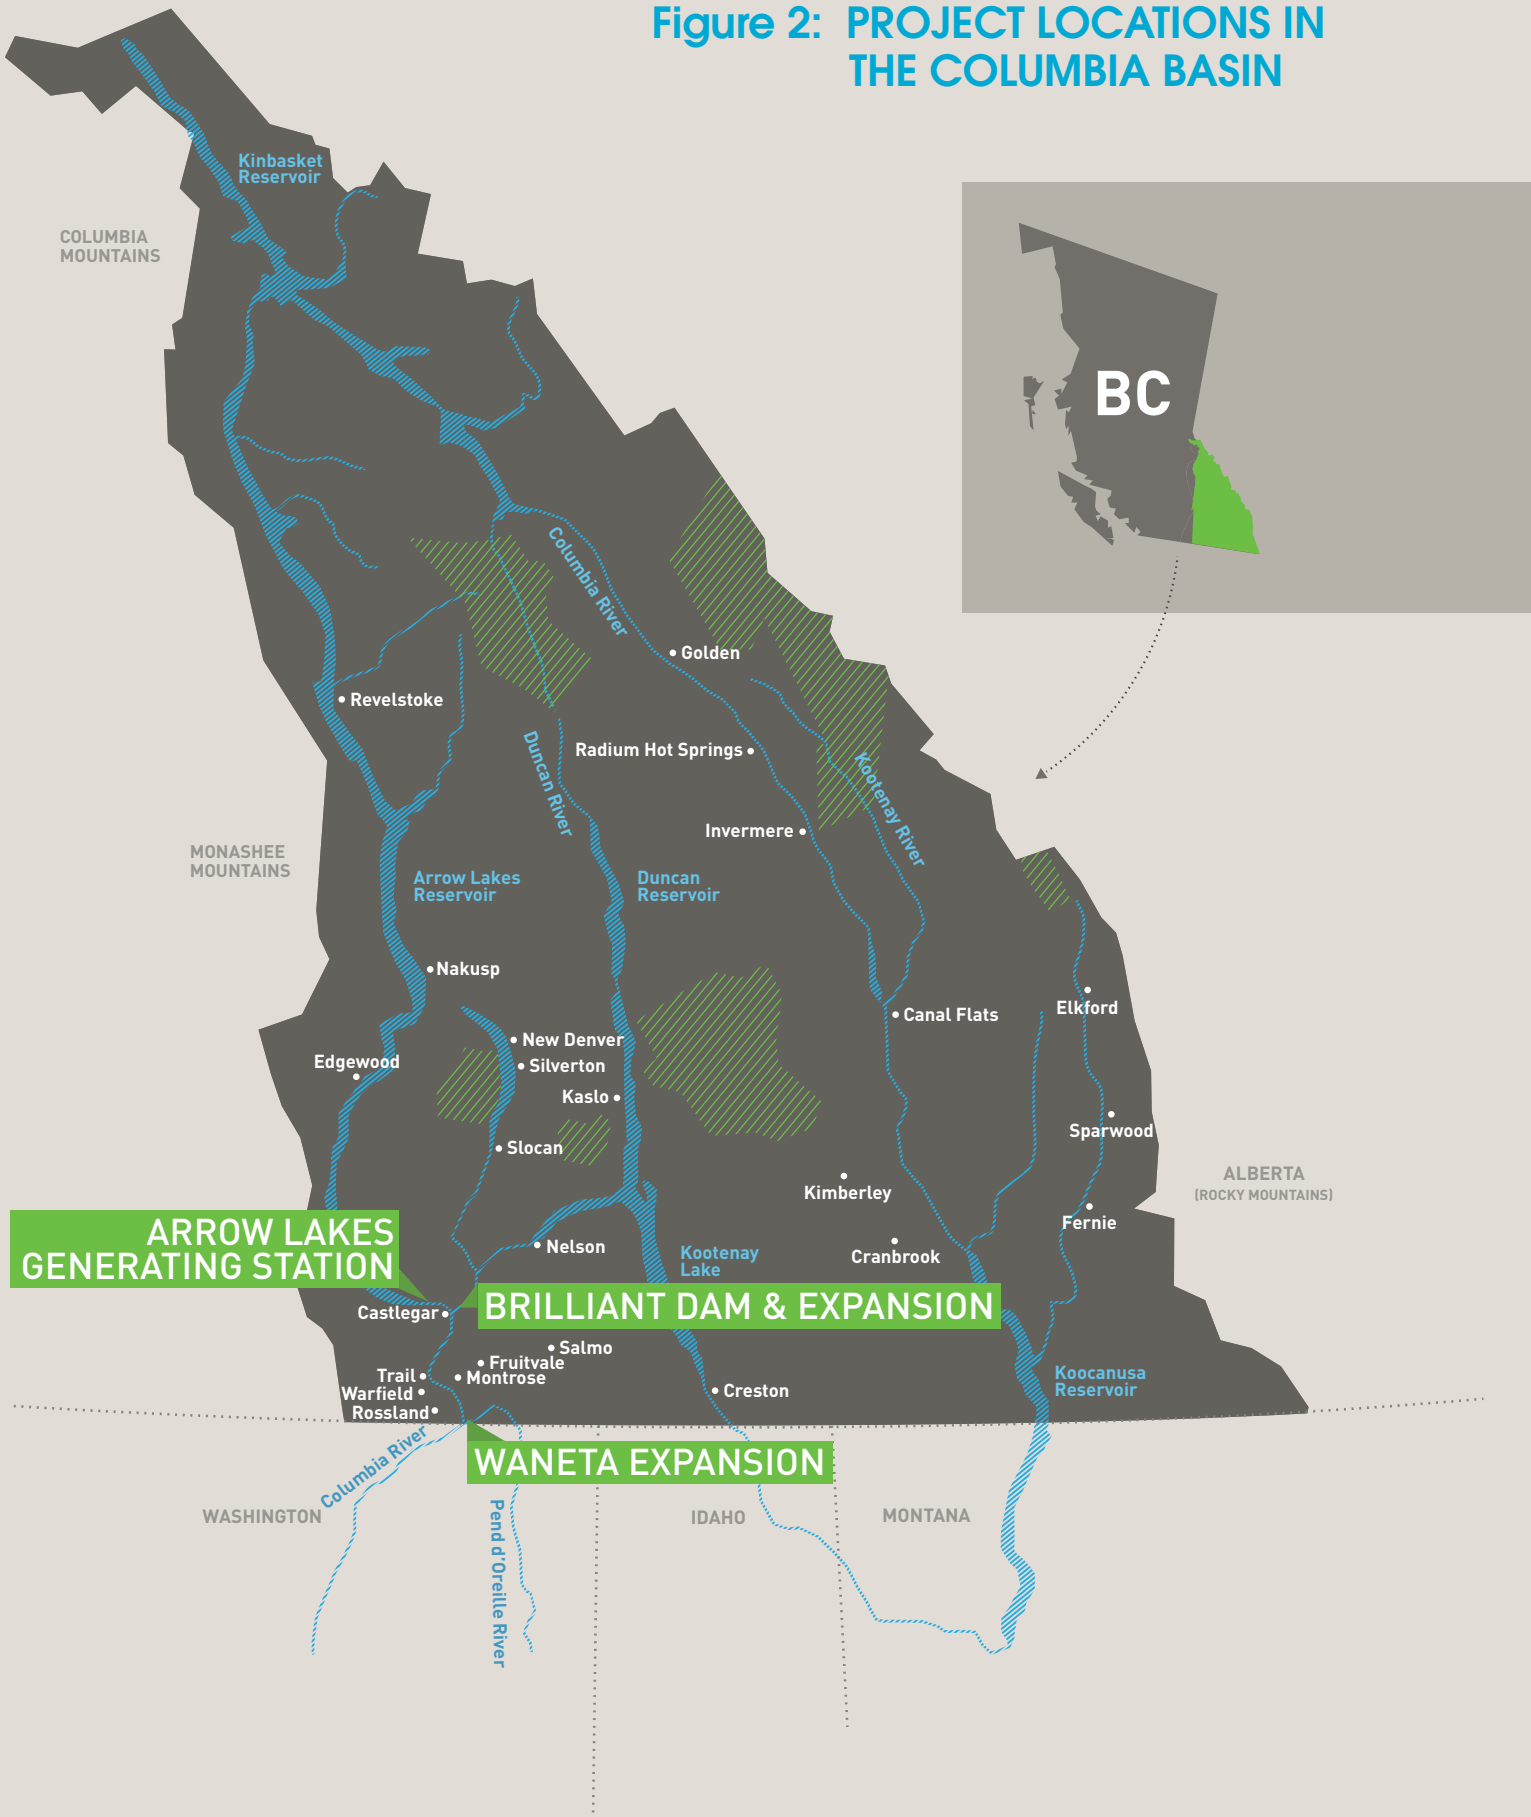 Figure 2: PROJECT LOCATIONS IN
THE COLUMBIA BASIN
Kinbasket
Reservoir
COLUMBIA
MOUNTAINS
BC
Columbia River
Golden
Revelstoke
Duncan River
Radium Hot Springs
Kootenay River
Invermere
MONASHEE
MOUNTAINS
Arrow Lakes
Reservoir
Duncan
Reservoir
Nakusp
Elkford
Canal Flats
New Denver
Edgewood
Silverton
Kaslo
Sparwood
Slocan
ALBERTA
(ROCKY MOUNTAINS)
Kimberley
Fernie
ARROW LAKES
GENERATING STATION
Nelson
Kootenay
Lake
Cranbrook
BRILLIANT DAM & EXPANSION
Castlegar
Salmo
Fruitvale
Trail
Montrose
Koocanusa
Reservoir
Warfield
Creston
Rossland
Columbia River
WANETA EXPANSION
WASHINGTON
Pend d'Oreille River
IDAHO
MONTANA